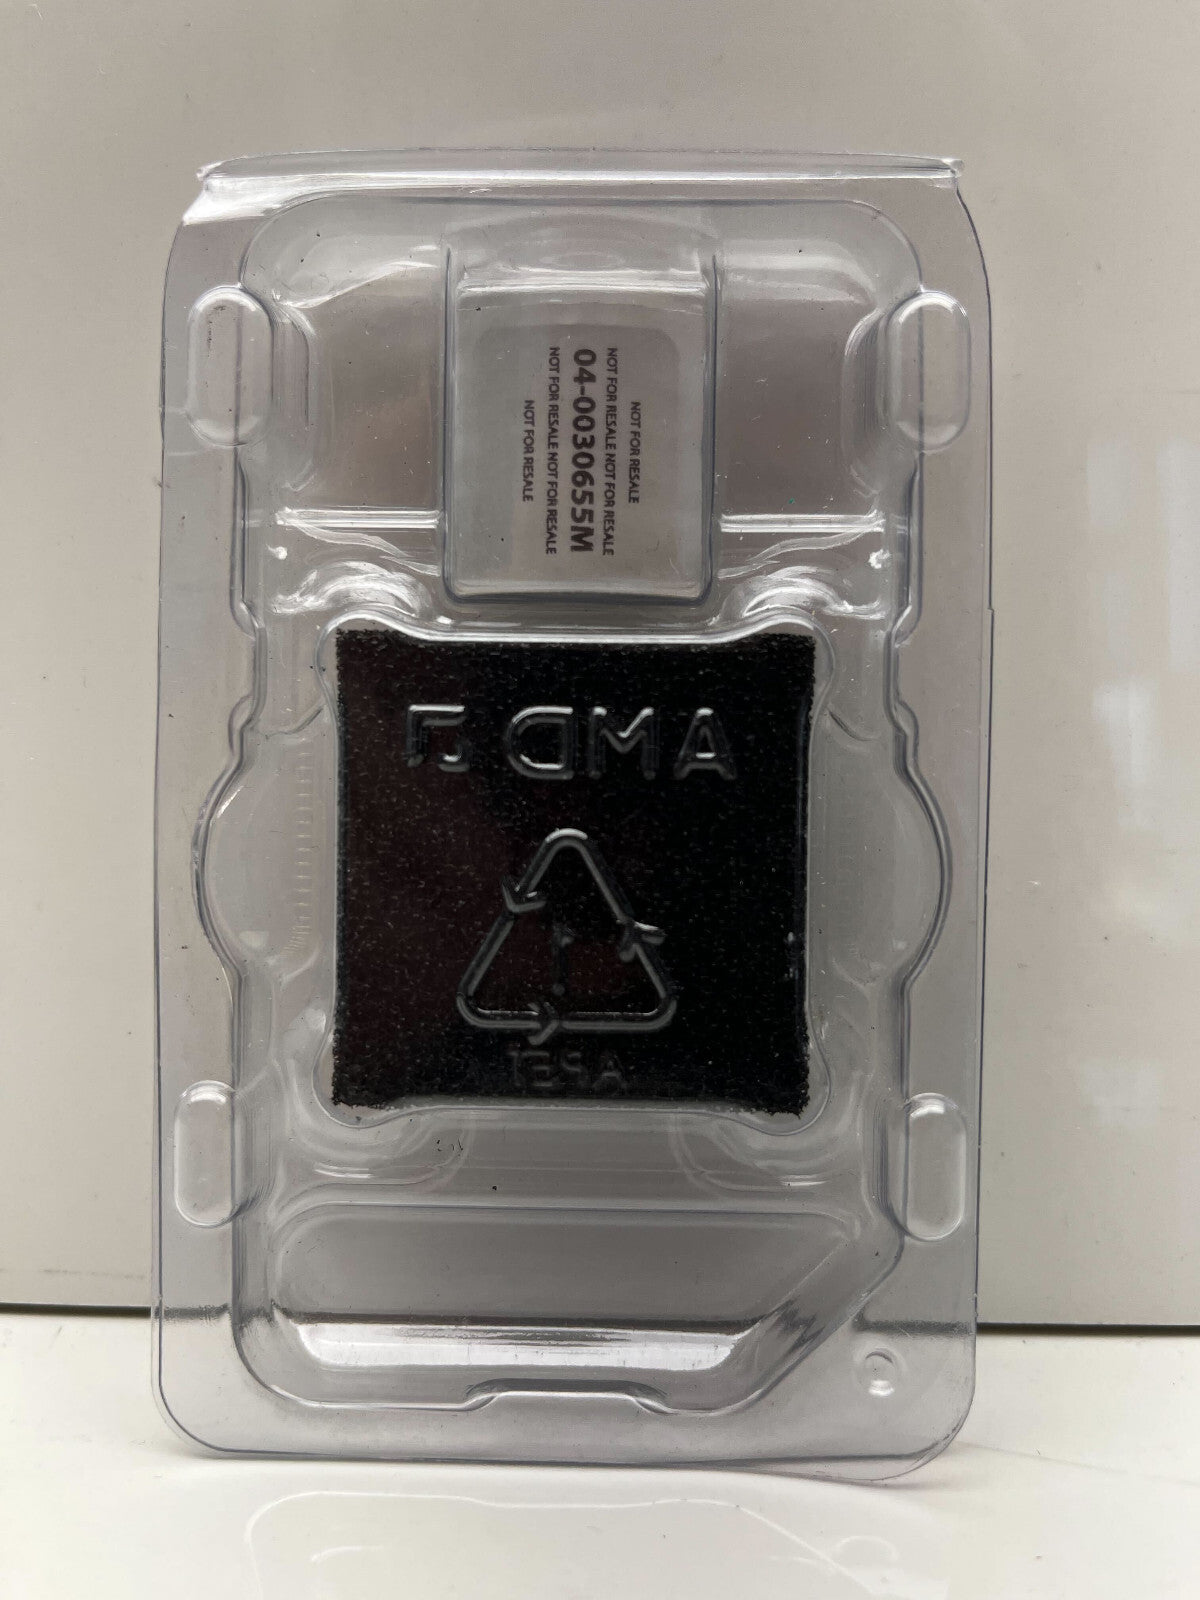 NOT FOR RESALE
NOT FOR RESALE NOT FOR RESALE
04-0030655M
NOT FOR RESALE NOT FOR RESALE
NOT FOR RESALE
AMD
1
APET